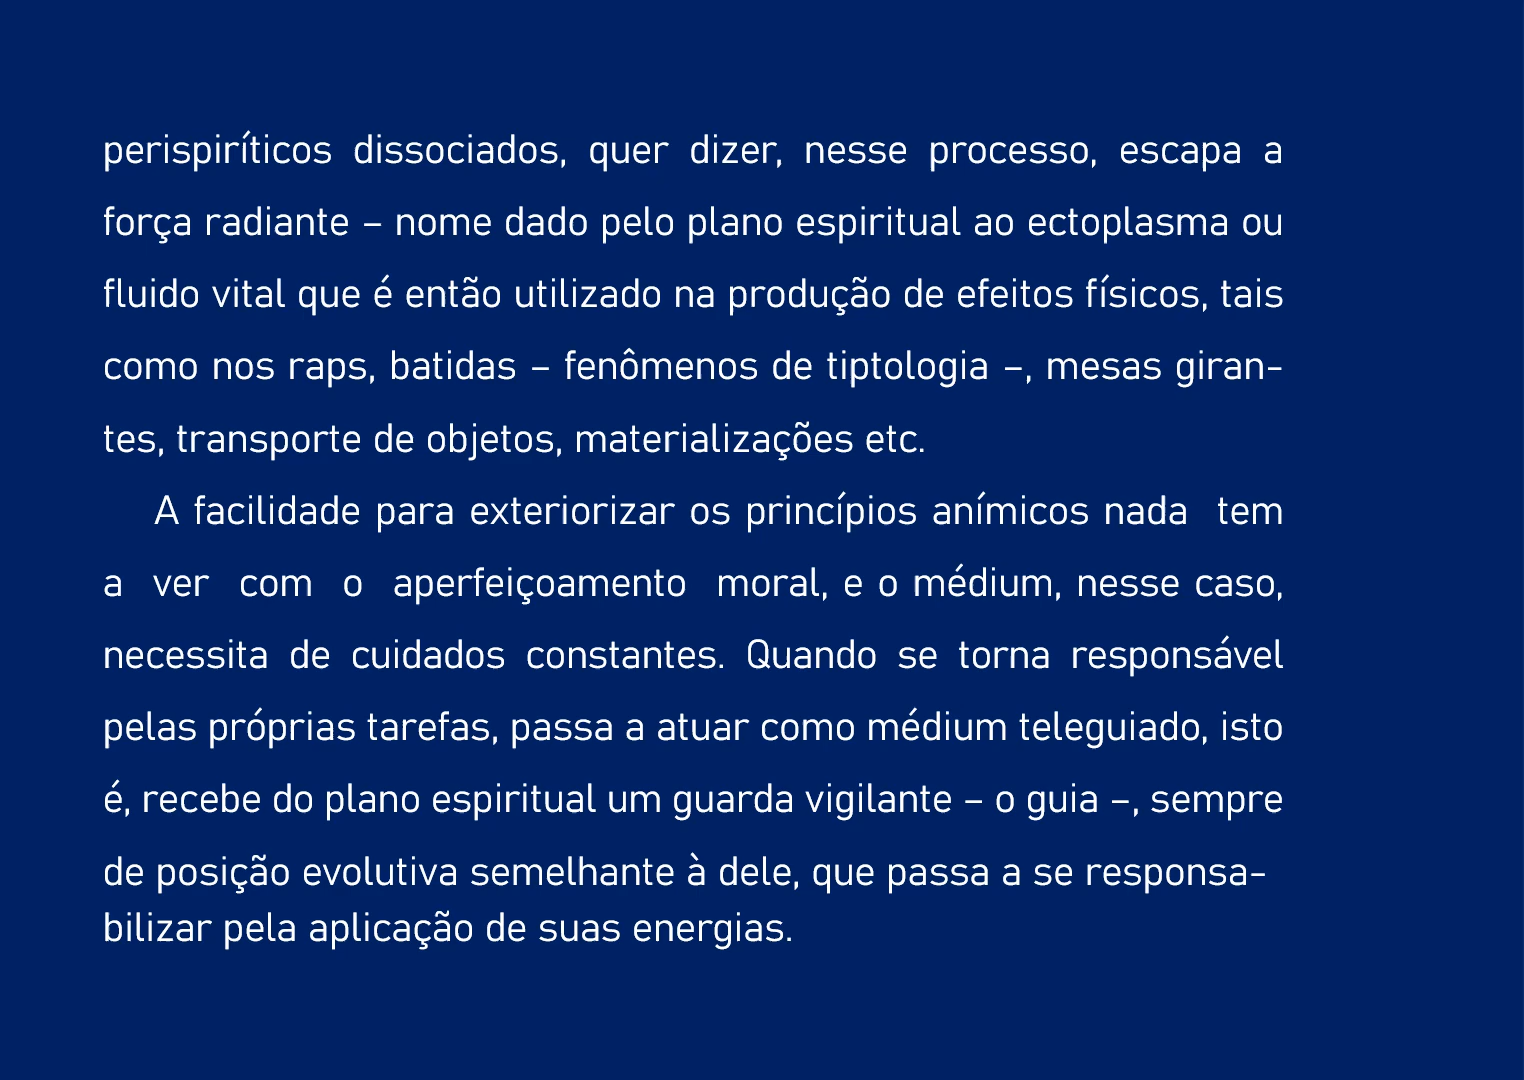 perispiríticos dissociados, quer dizer, nesse processo, escapa a
força radiante – nome dado pelo plano espiritual ao ectoplasma ou
fluido vital que é então utilizado na produção de efeitos físicos, tais
como nos raps, batidas – fenômenos de tiptologia –, mesas giran-
tes, transporte de objetos, materializações etc.
A facilidade para exteriorizar os princípios anímicos nada tem
a ver com o aperfeiçoamento moral, e o médium, nesse caso,
necessita de cuidados constantes. Quando se torna responsável
pelas próprias tarefas, passa a atuar como médium teleguiado, isto
é, recebe do plano espiritual um guarda vigilante – o guia –, sempre
de posição evolutiva semelhante à dele, que passa a se responsa-
bilizar pela aplicação de suas energias.